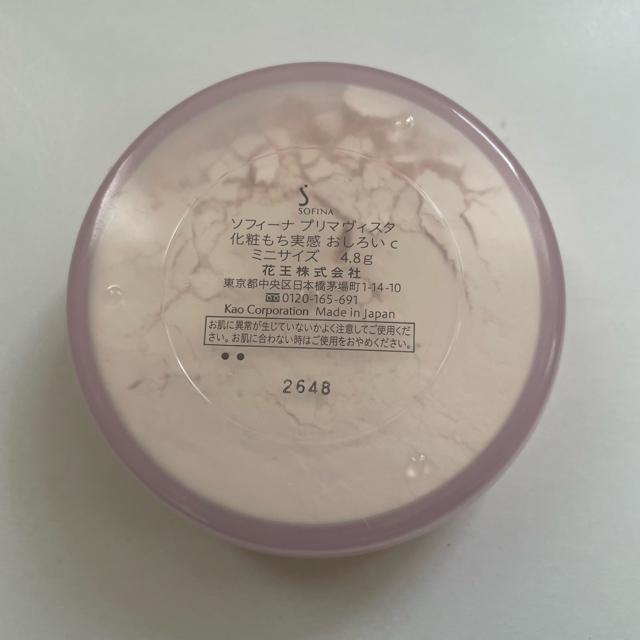 SOFINA
ソフィーナ プリマヴィスタ
化粧もち実感 おしろい c
ミニサイズ 4.8g
花王株式会社
東京都中央区日本橋茅場町1-14-10
0120-165-691
Kao Corporation Made in Japan
お肌に異常が生じていないかよく注意してご使用くだ
さい。お肌に合わない時はご使用をおやめください。
2648